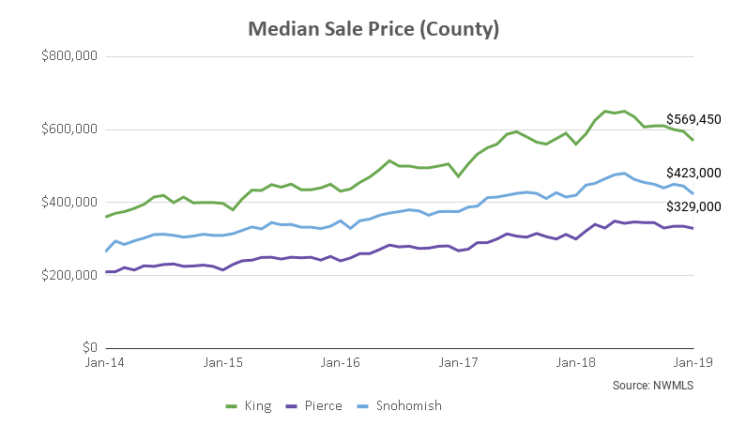 Median Sale Price (County)
$800,000
$600,000
$569,450
$423,000
$400,000
$329,000
$200,000
$0
Jan-14 Jan-15 Jan-16 Jan-17 Jan-18 Jan-19
Source: NWMLS
King Pierce Snohomish